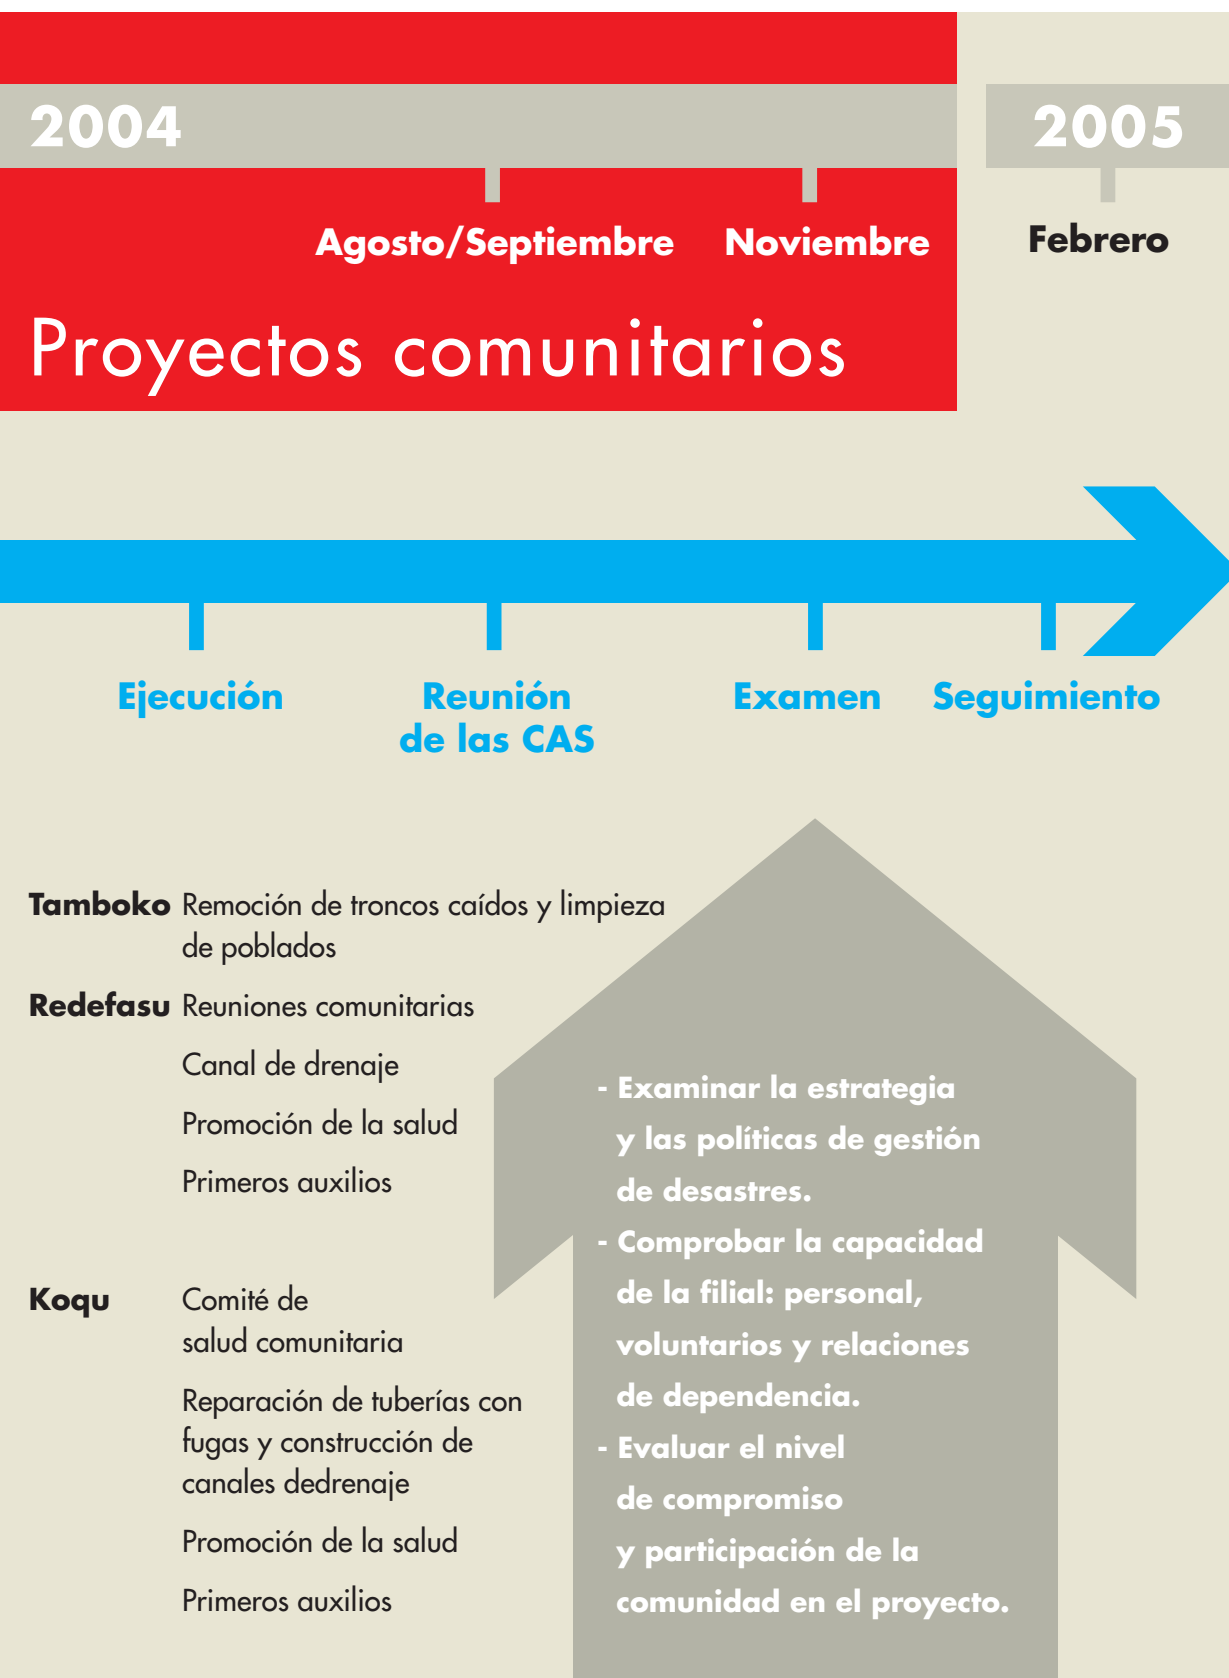 2004
2005
Agosto/Septiembre
Noviembre
Febrero
Proyectos comunitarios
Ejecución
Reunión
de las CAS
Examen
Seguimiento
Tamboko Remoción de troncos caídos y limpieza
de poblados
Redefasu Reuniones comunitarias
Canal de drenaje
Promoción de la salud
Primeros auxilios
Koqu Comité de
salud comunitaria
Reparación de tuberías con
fugas y construcción de
canales dedrenaje
Promoción de la salud
Primeros auxilios
- Examinar la estrategia
y las políticas de gestión
de desastres.
- Comprobar la capacidad
de la filial: personal,
voluntarios y relaciones
de dependencia.
- Evaluar el nivel
de compromiso
y participación de la
comunidad en el proyecto.